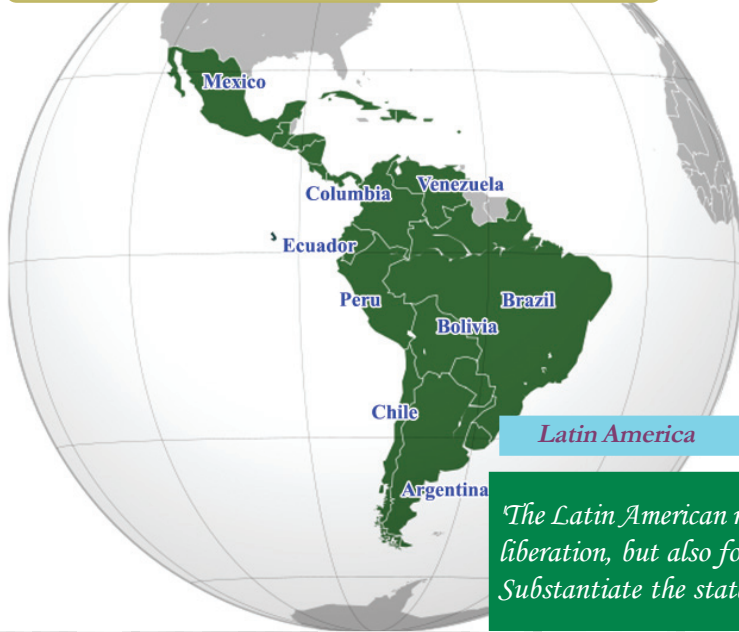 Mexico
Columbia
Venezuela
Ecuador
Peru
Brazil
Bolivia
Chile
Latin America
Argentina
'The Latin American
liberation, but also
Substantiate the